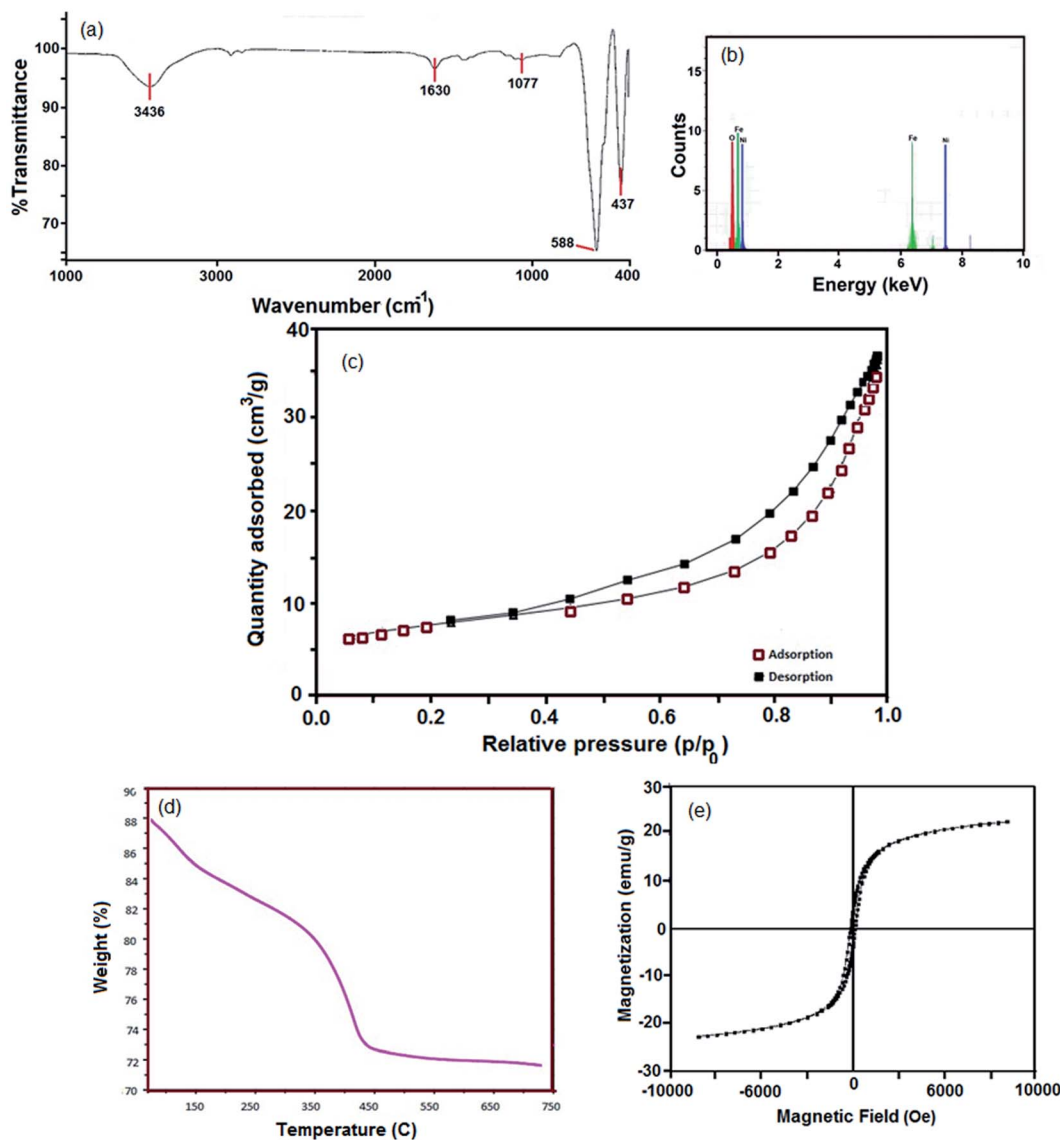 (a)
%Transmittance
100
90
80
70
3436
1630
1077
588
437
1000
3000
2000
1000
400
Wavenumber (cm-1)
(b)
Counts
15
10
5
0
O
Fe
Ni
Fe
Ni
0
2
4
6
8
10
Energy (keV)
(c)
Quantity adsorbed (cm3/g)
40
30
20
10
0
Adsorption
Desorption
0.0
0.2
0.4
0.6
0.8
1.0
Relative pressure (p/p0)
(d)
Weight (%)
90
88
86
84
82
80
78
76
74
72
70
150
250
350
450
550
650
750
Temperature (C)
(e)
Magnetization (emu/g)
30
20
10
0
-10
-20
-30
-10000
-6000
0
6000
10000
Magnetic Field (Oe)